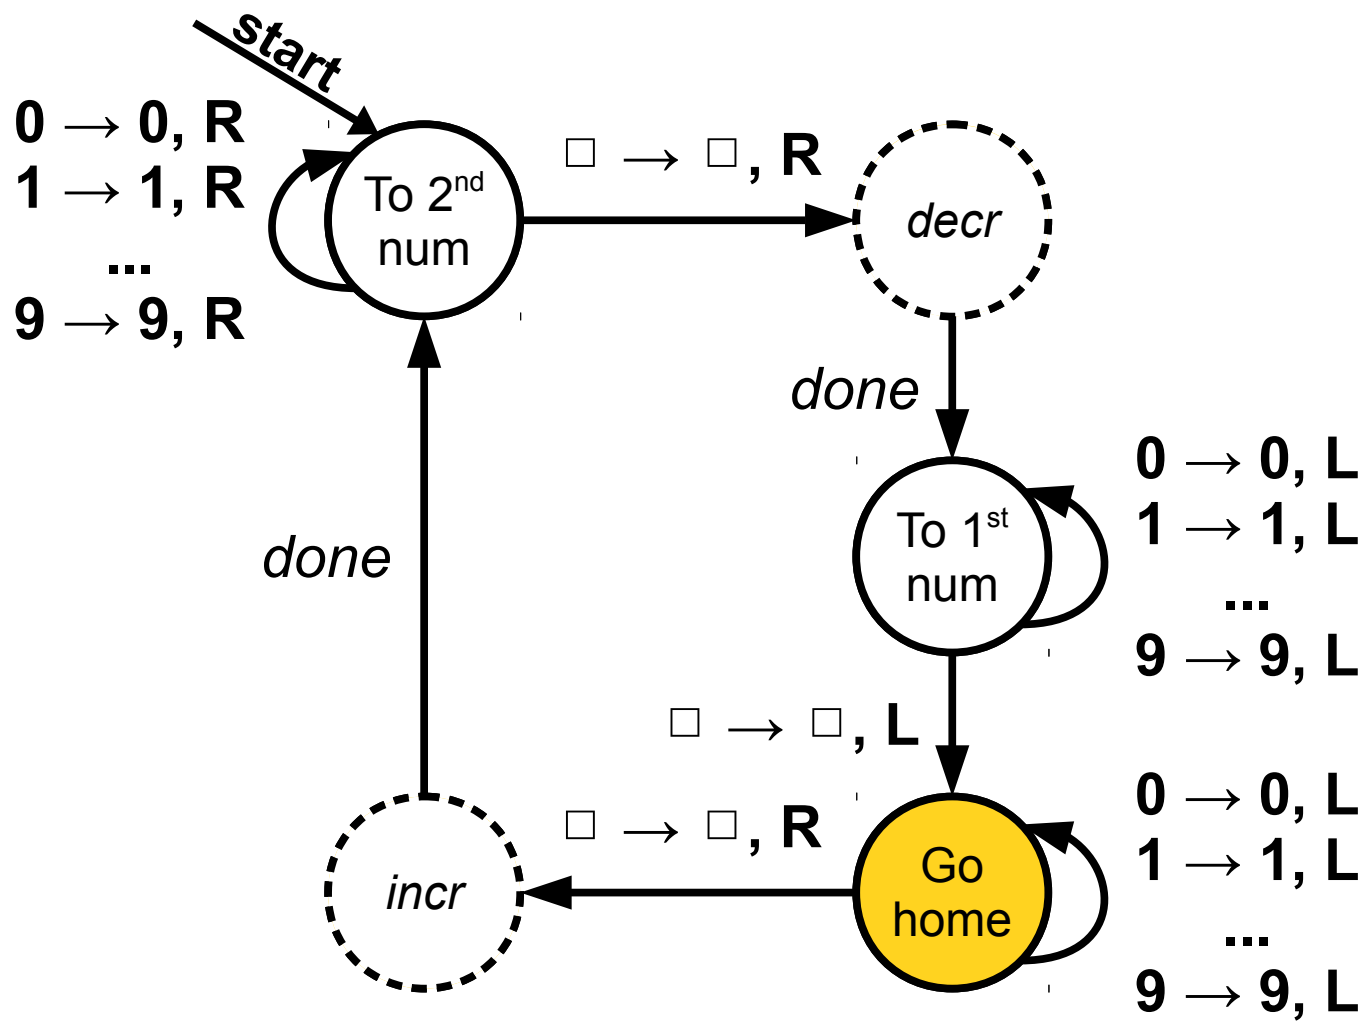 start
0 → 0, R
1 → 1, R
...
9 → 9, R
To 2nd
num
□ → □, R
decr
done
0 → 0, L
1 → 1, L
...
9 → 9, L
To 1st
num
done
□ → □, L
□ → □, R
0 → 0, L
1 → 1, L
...
9 → 9, L
Go
home
incr